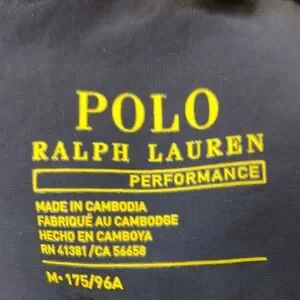 POLO
RALPH LAUREN
PERFORMANCE
MADE IN CAMBODIA
FABRIQUÉ AU CAMBODGE
HECHO EN CAMBOYA
RN 41381 / CA 56658
M-175/96A